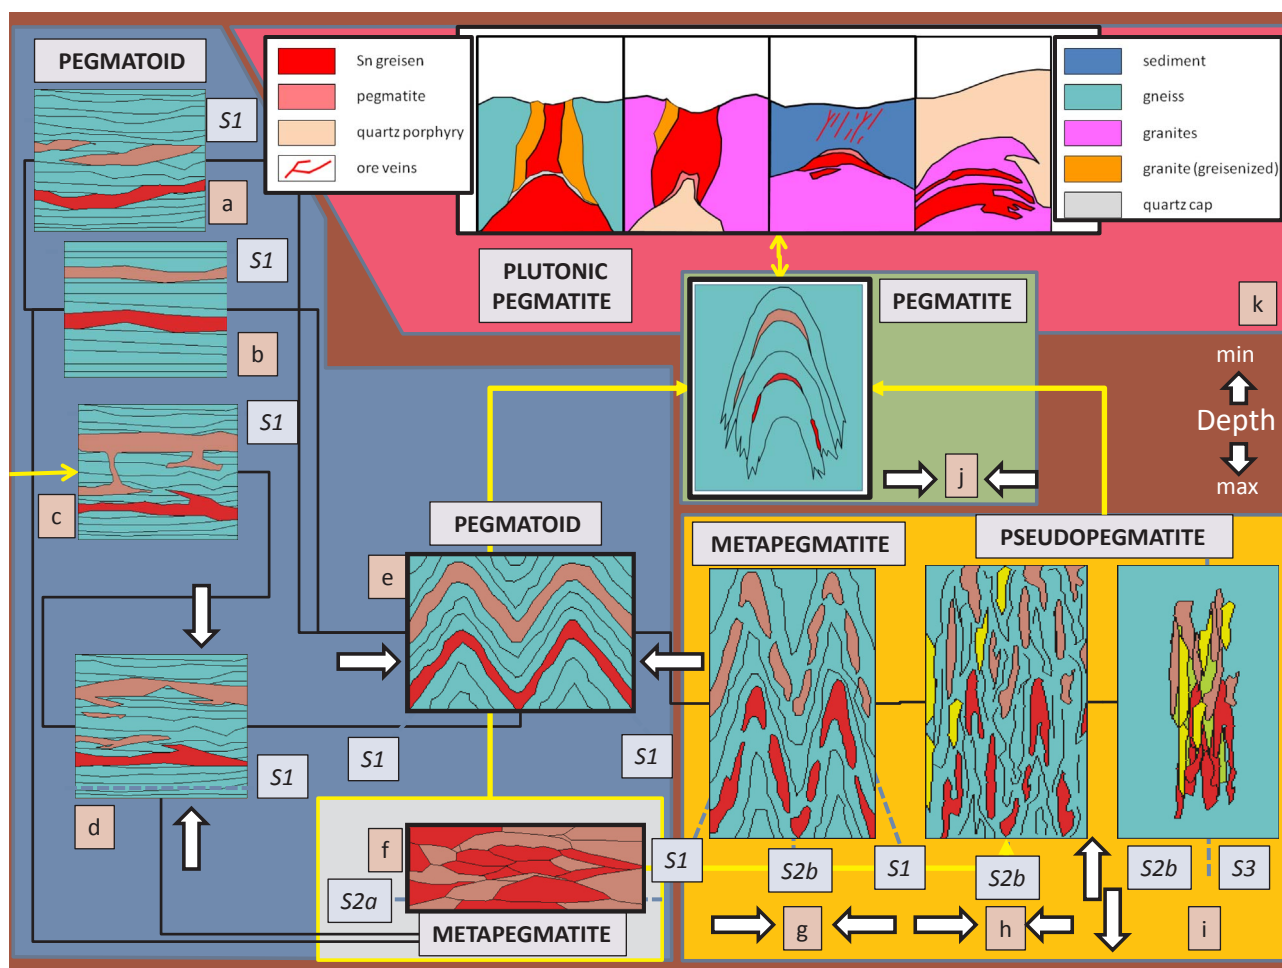 PEGMATOID
S1
a
S1
b
S1
c
S1
d
Sn greisen
pegmatite
quartz porphyry
ore veins
sediment
gneiss
granites
granite (greisenized)
quartz cap
PLUTONIC
PEGMATITE
PEGMATITE
k
min
Depth
max
j
PEGMATOID
e
S1
S1
METAPEGMATITE
PSEUDOPEGMATITE
f
S2a
METAPEGMATITE
S1
S2b
S1
S2b
S2b
S3
g
h
i